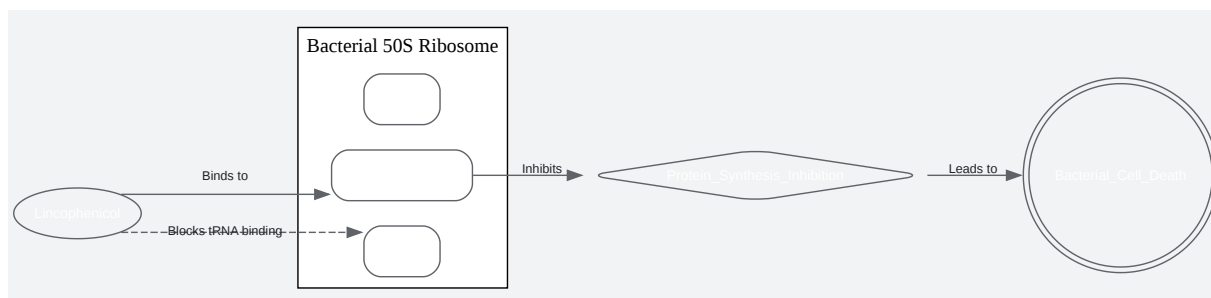 Bacterial 50S Ribosome
Binds to
Lincophenicol
Blocks tRNA binding
Inhibits
Protein_Synthesis_Inhibition
Leads to
Bacterial_Cell_Death